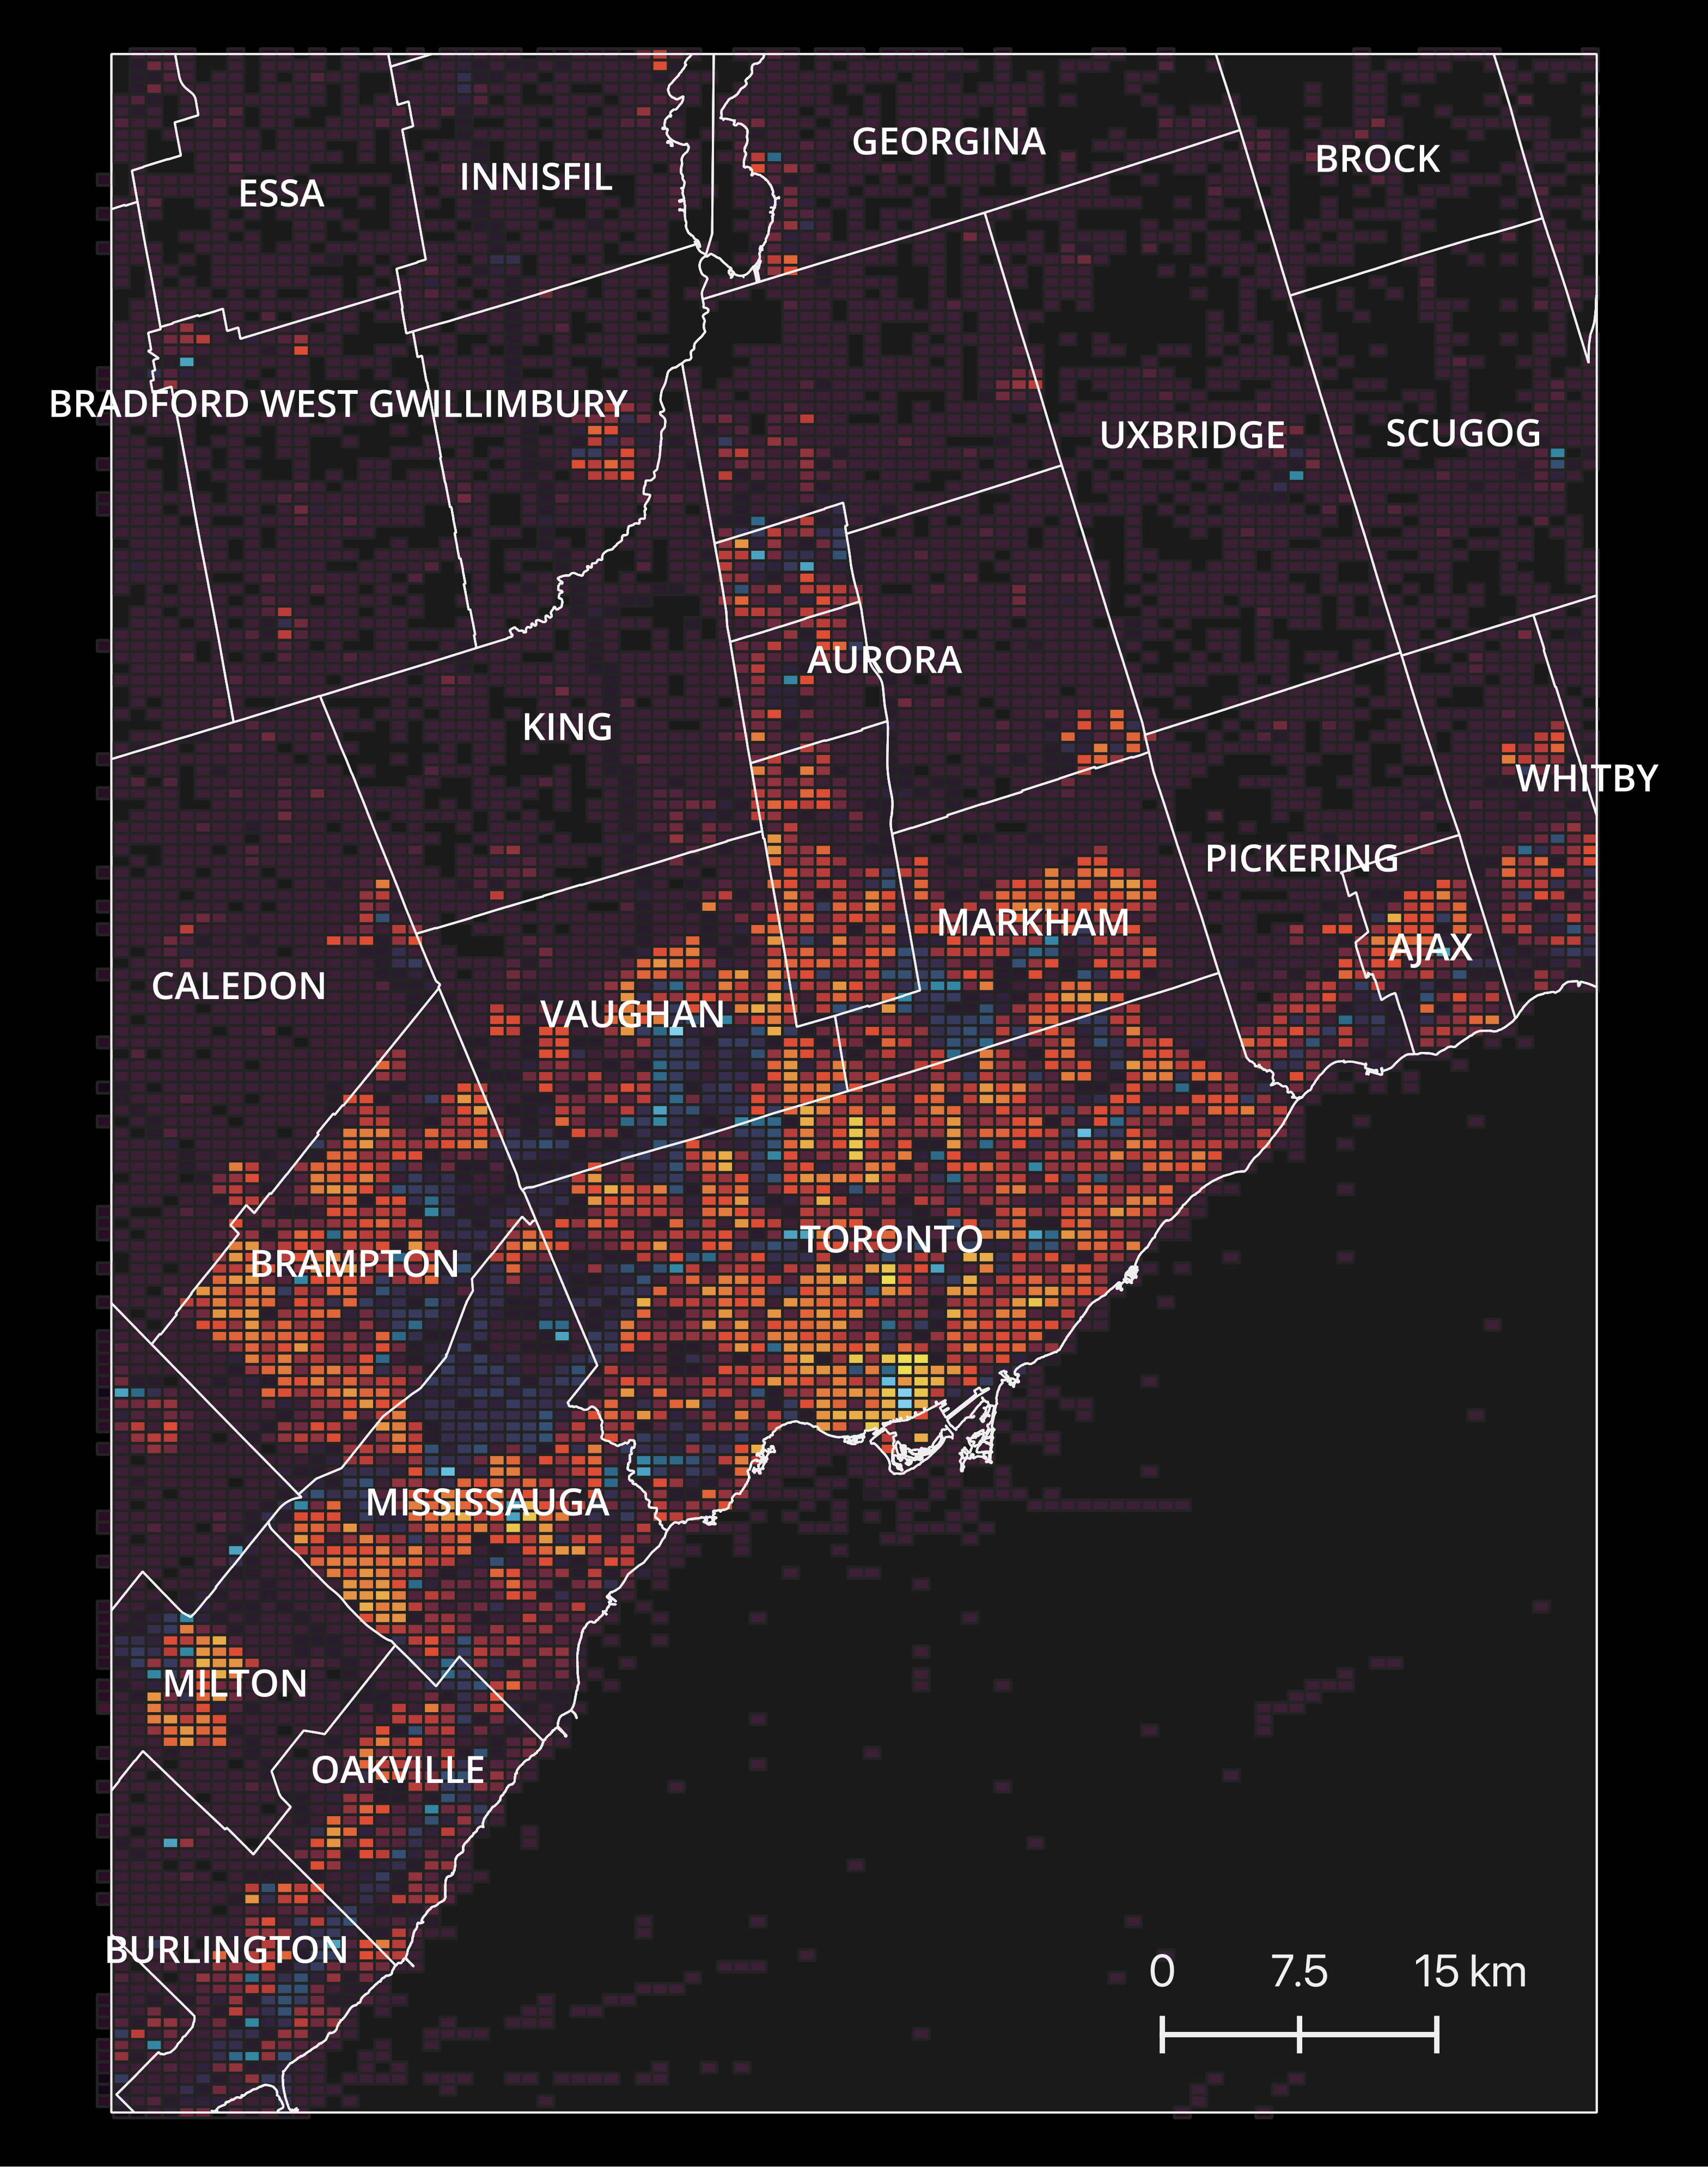 GEORGINA
BROCK
INNISFIL
ESSA
BRADFORD WEST GWILLIMBURY
UXBRIDGE
SCUGOG
AURORA
KING
WHITBY
PICKERING
MARKHAM
AJAX
CALEDON
VAUGHAN
TORONTO
BRAMPTON
MISSISSAUGA
MILTON
OAKVILLE
BURLINGTON
0 7.5 15 km